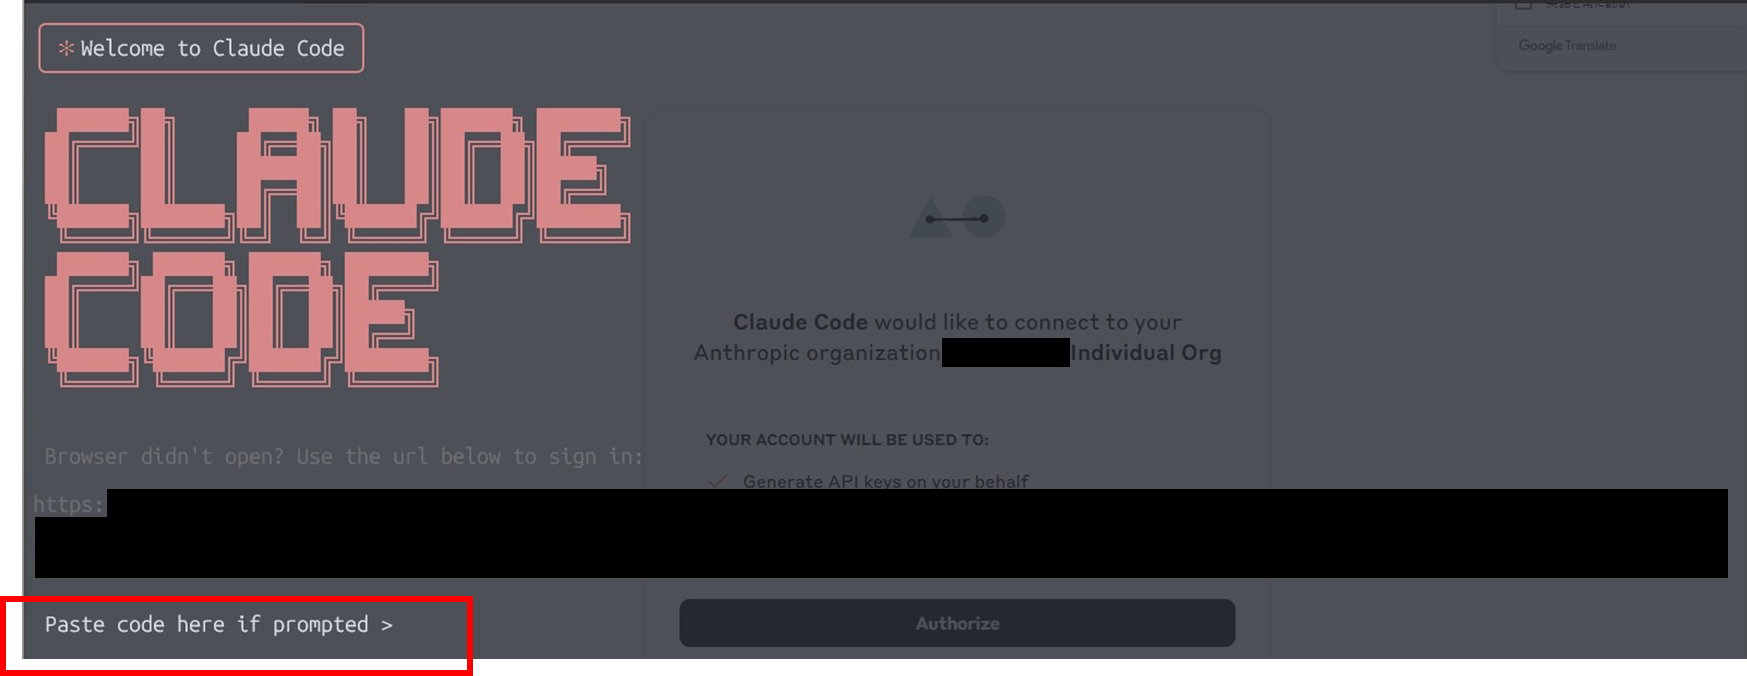 * Welcome to Claude Code
Google Translate
CLAUDE
CODE
Claude Code would like to connect to your
Anthropic organization Individual Org
YOUR ACCOUNT WILL BE USED TO:
Browser didn't open? Use the url below to sign in:
Generate API keys on your behalf
https:
Paste code here if prompted >
Authorize